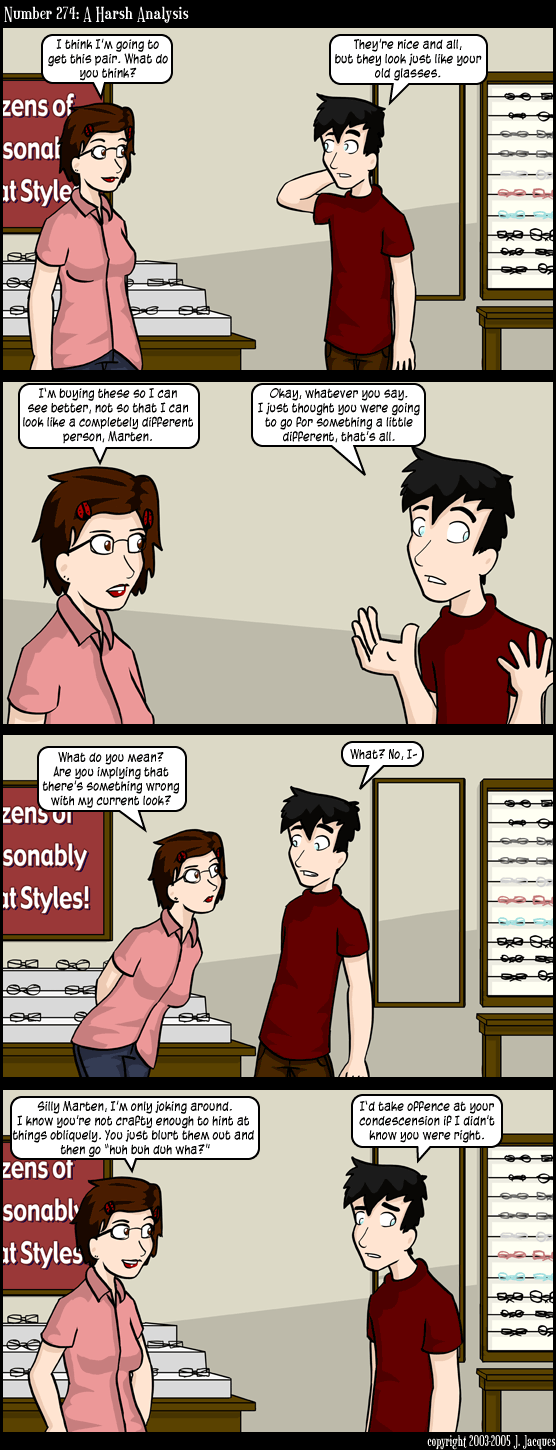 Number 274: A Harsh Analysis
I think I'm going to
get this pair. What do
you think?
They're nice and all,
but they look just like your
old glasses.
zens of
sonab
at Style
I'm buying these so I can
see better, not so that I can
look like a completely different
person, Marten.
Okay, whatever you say.
I just thought you were going
to go for something a little
different, that's all.
What do you mean?
Are you implying that
there's something wrong
with my current look?
What? No, I-
zens of
sonably
at Styles!
Silly Marten, I'm only joking around.
I know you're not crafty enough to hint at
things obliquely. You just blurt them out and
then go "huh buh duh wha?"
I'd take offence at your
condescension if I didn't
know you were right.
zens of
sonably
at Styles
copyright 2003-2005 J. Jacques